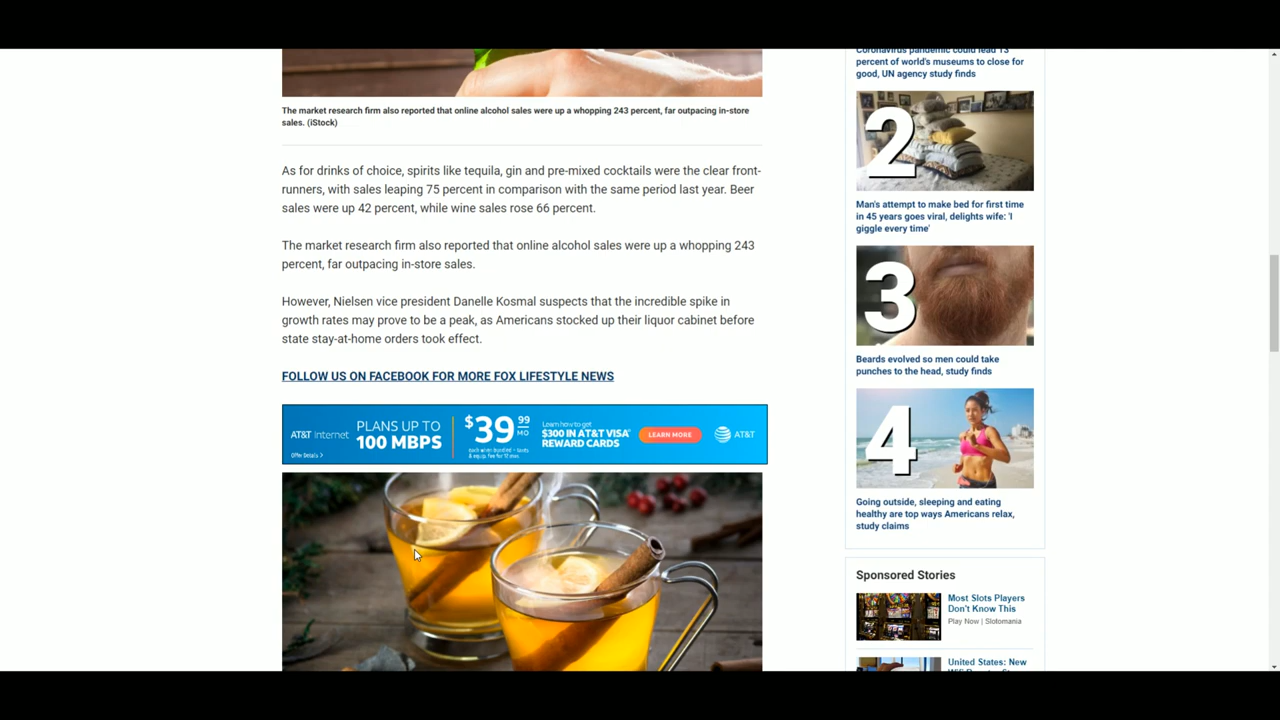 The market research firm also reported that online alcohol sales were up a whopping 243 percent, far outpacing in-store
sales. (iStock)
As for drinks of choice, spirits like tequila, gin and pre-mixed cocktails were the clear front-
runners, with sales leaping 75 percent in comparison with the same period last year. Beer
sales were up 42 percent, while wine sales rose 66 percent.
The market research firm also reported that online alcohol sales were up a whopping 243
percent, far outpacing in-store sales.
However, Nielsen vice president Danelle Kosmal suspects that the incredible spike in
growth rates may prove to be a peak, as Americans stocked up their liquor cabinet before
state stay-at-home orders took effect.
FOLLOW US ON FACEBOOK FOR MORE FOX LIFESTYLE NEWS
AT&T Internet
Offer Details >
PLANS UP TO
100 MBPS
$39 99
MO
Learn how to get
$300 IN AT&T VISA®
REWARD CARDS
LEARN MORE
AT&T
Coronavirus pandemic could lead 13
percent of world's museums to close for
good, UN agency study finds
2
Man's attempt to make bed for first time
in 45 years goes viral, delights wife: 'I
giggle every time'
3
Beards evolved so men could take
punches to the head, study finds
4
Going outside, sleeping and eating
healthy are top ways Americans relax,
study claims
Sponsored Stories
Most Slots Players
Don't Know This
Play Now | Slotomania
United States: New